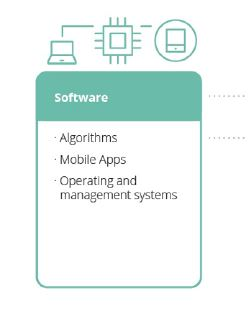 Software
· Algorithms
· Mobile Apps
· Operating and
management systems